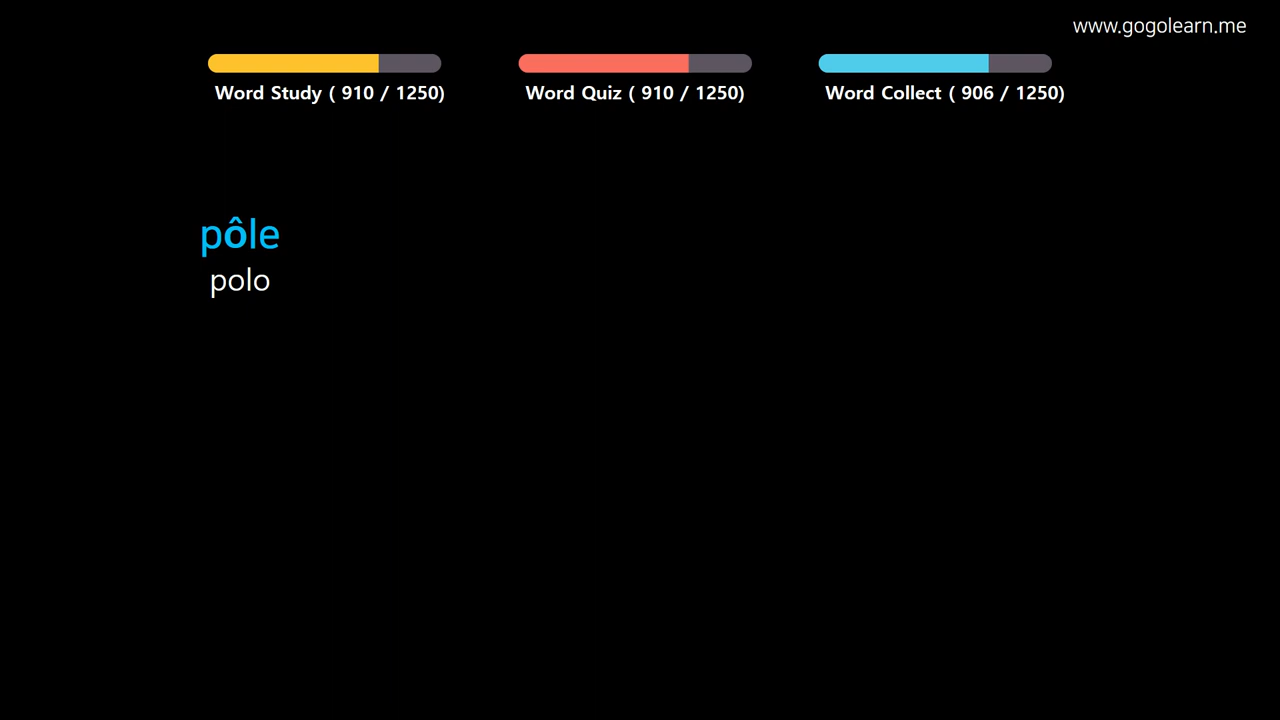 www.gogolearn.me
Word Study ( 910 / 1250)
Word Quiz ( 910 / 1250)
Word Collect ( 906 / 1250)
pôle
polo